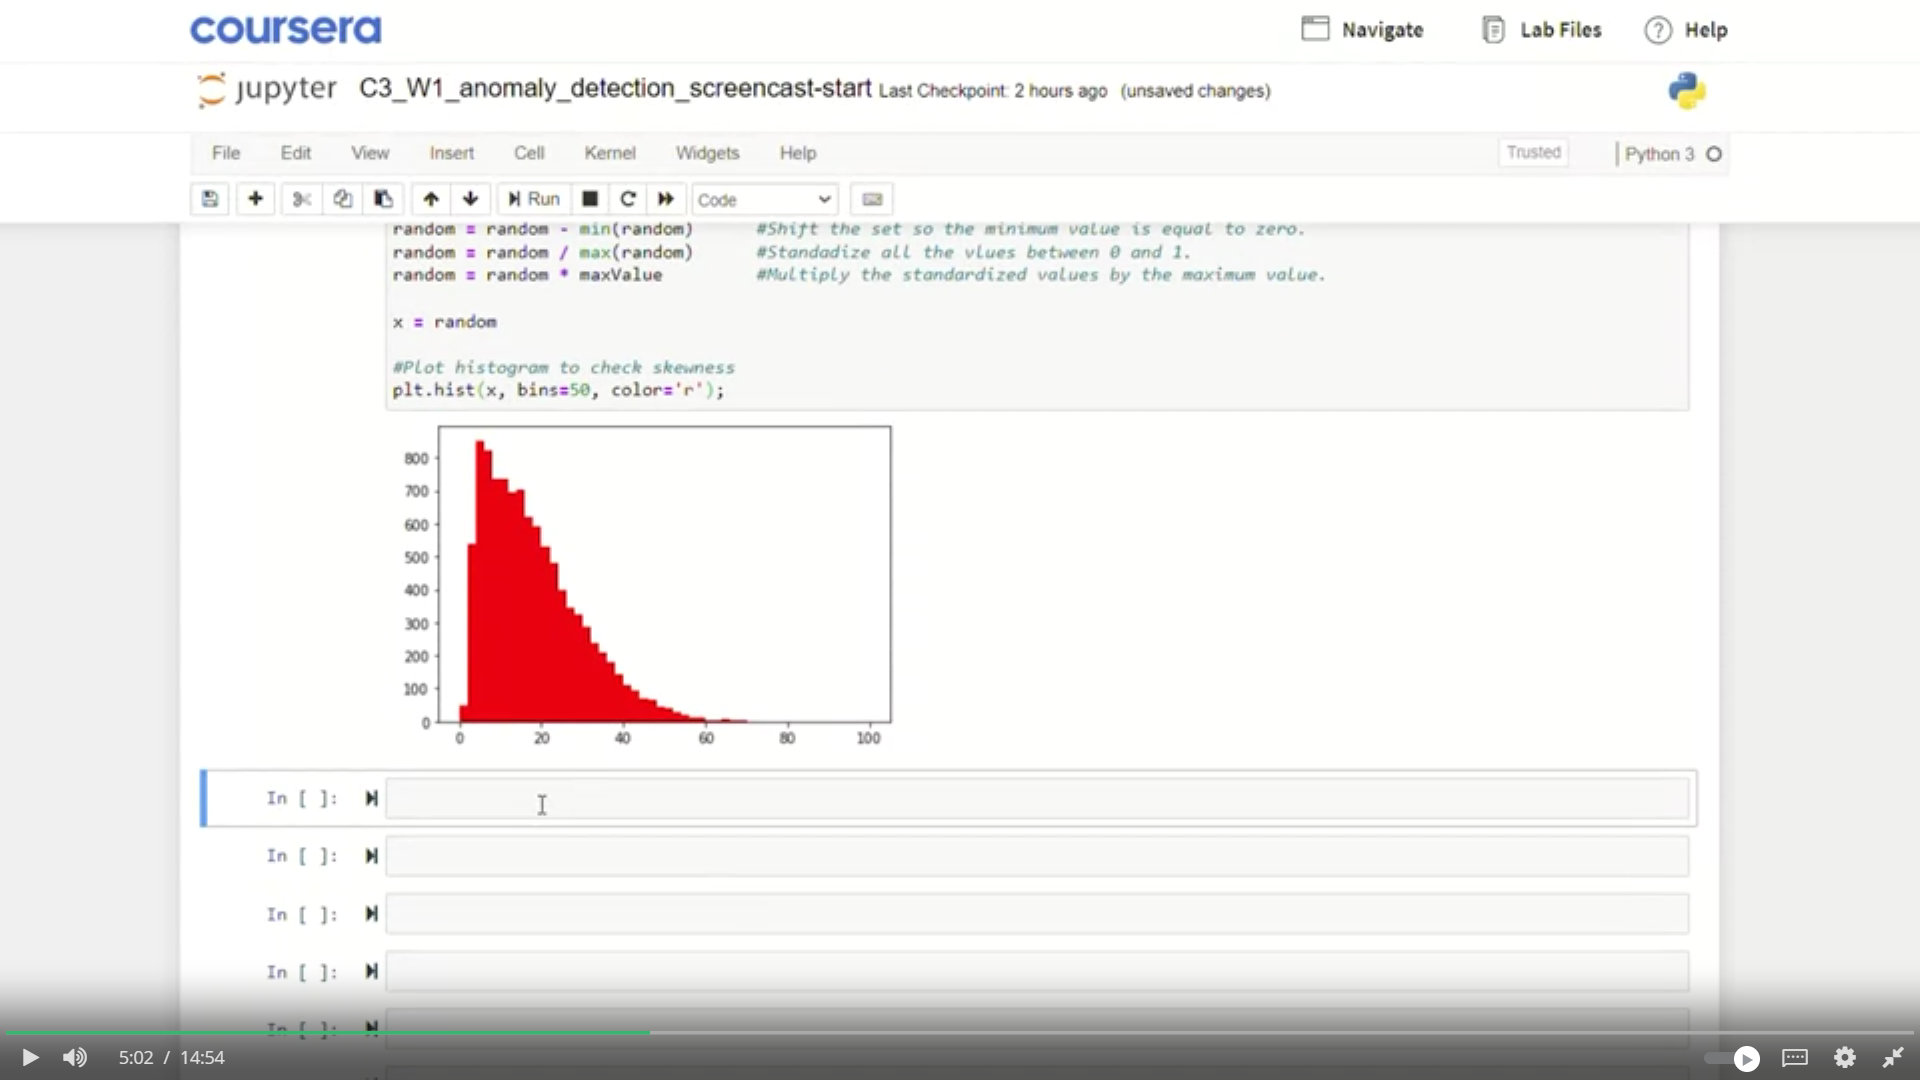 coursera
Navigate
Lab Files
? Help
jupyter C3_W1_anomaly_detection_screencast-start Last Checkpoint: 2 hours ago (unsaved changes)
File Edit View Insert Cell Kernel Widgets Help
Trusted
Python 3
Run
Code
random = random - min(random) #Shift the set so the minimum value is equal to zero.
random = random / max(random) #Standadize all the vlues between 0 and 1.
random = random * maxValue #Multiply the standardized values by the maximum value.
x = random
#Plot histogram to check skewness
plt.hist(x, bins=50, color='r');
800
700
600
500
400
300
200
100
0
0 20 40 60 80 100
In [ ]:
In [ ]:
In [ ]:
In [ ]:
In [ ]:
5:02 / 14:54